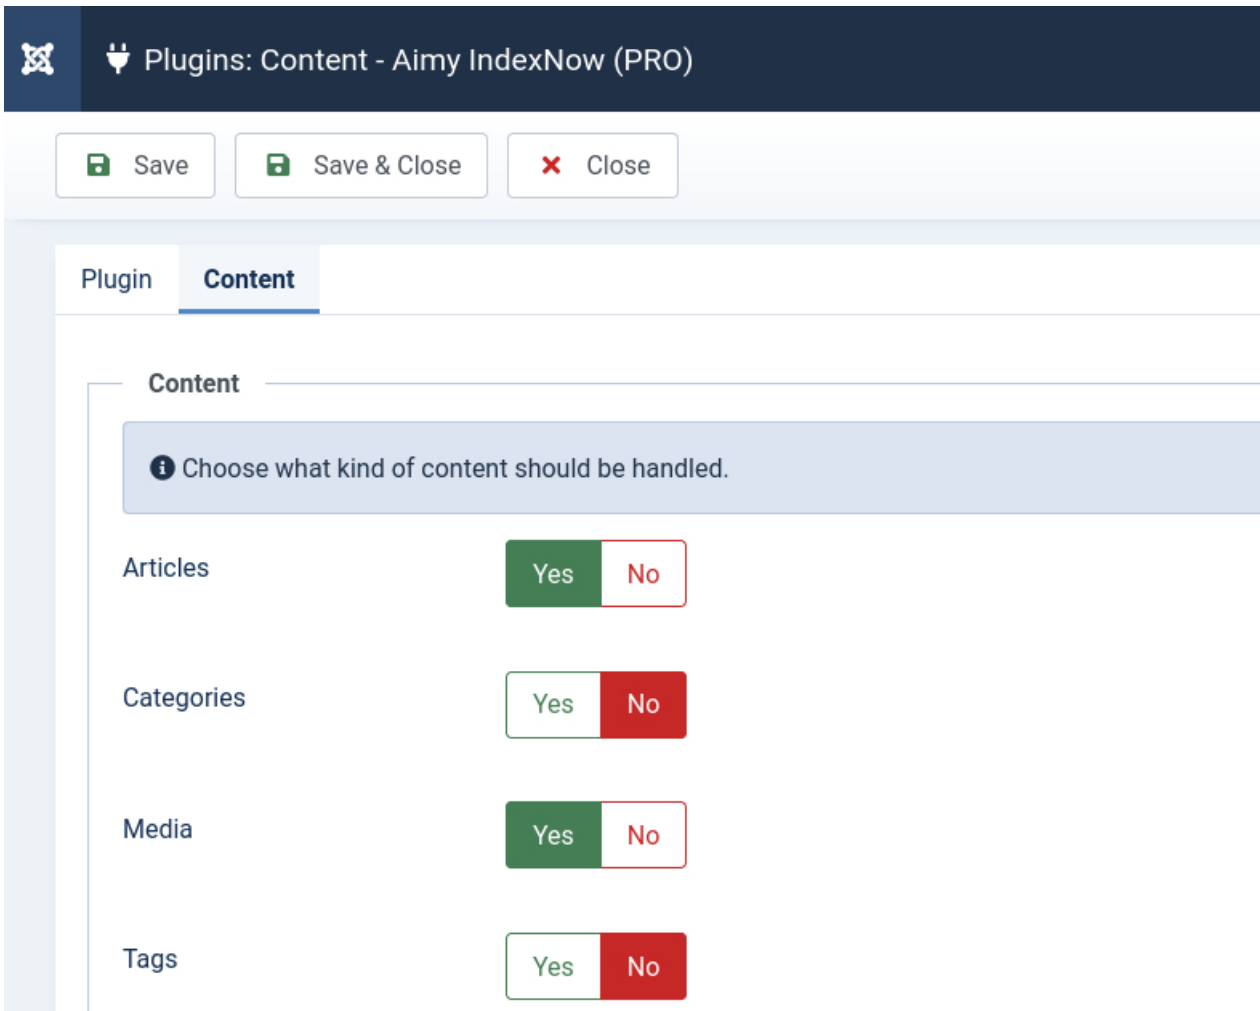 Plugins: Content - Aimy IndexNow (PRO)
Save Save & Close Close
Plugin Content
Content
Choose what kind of content should be handled.
Articles Yes No
Categories Yes No
Media Yes No
Tags Yes No